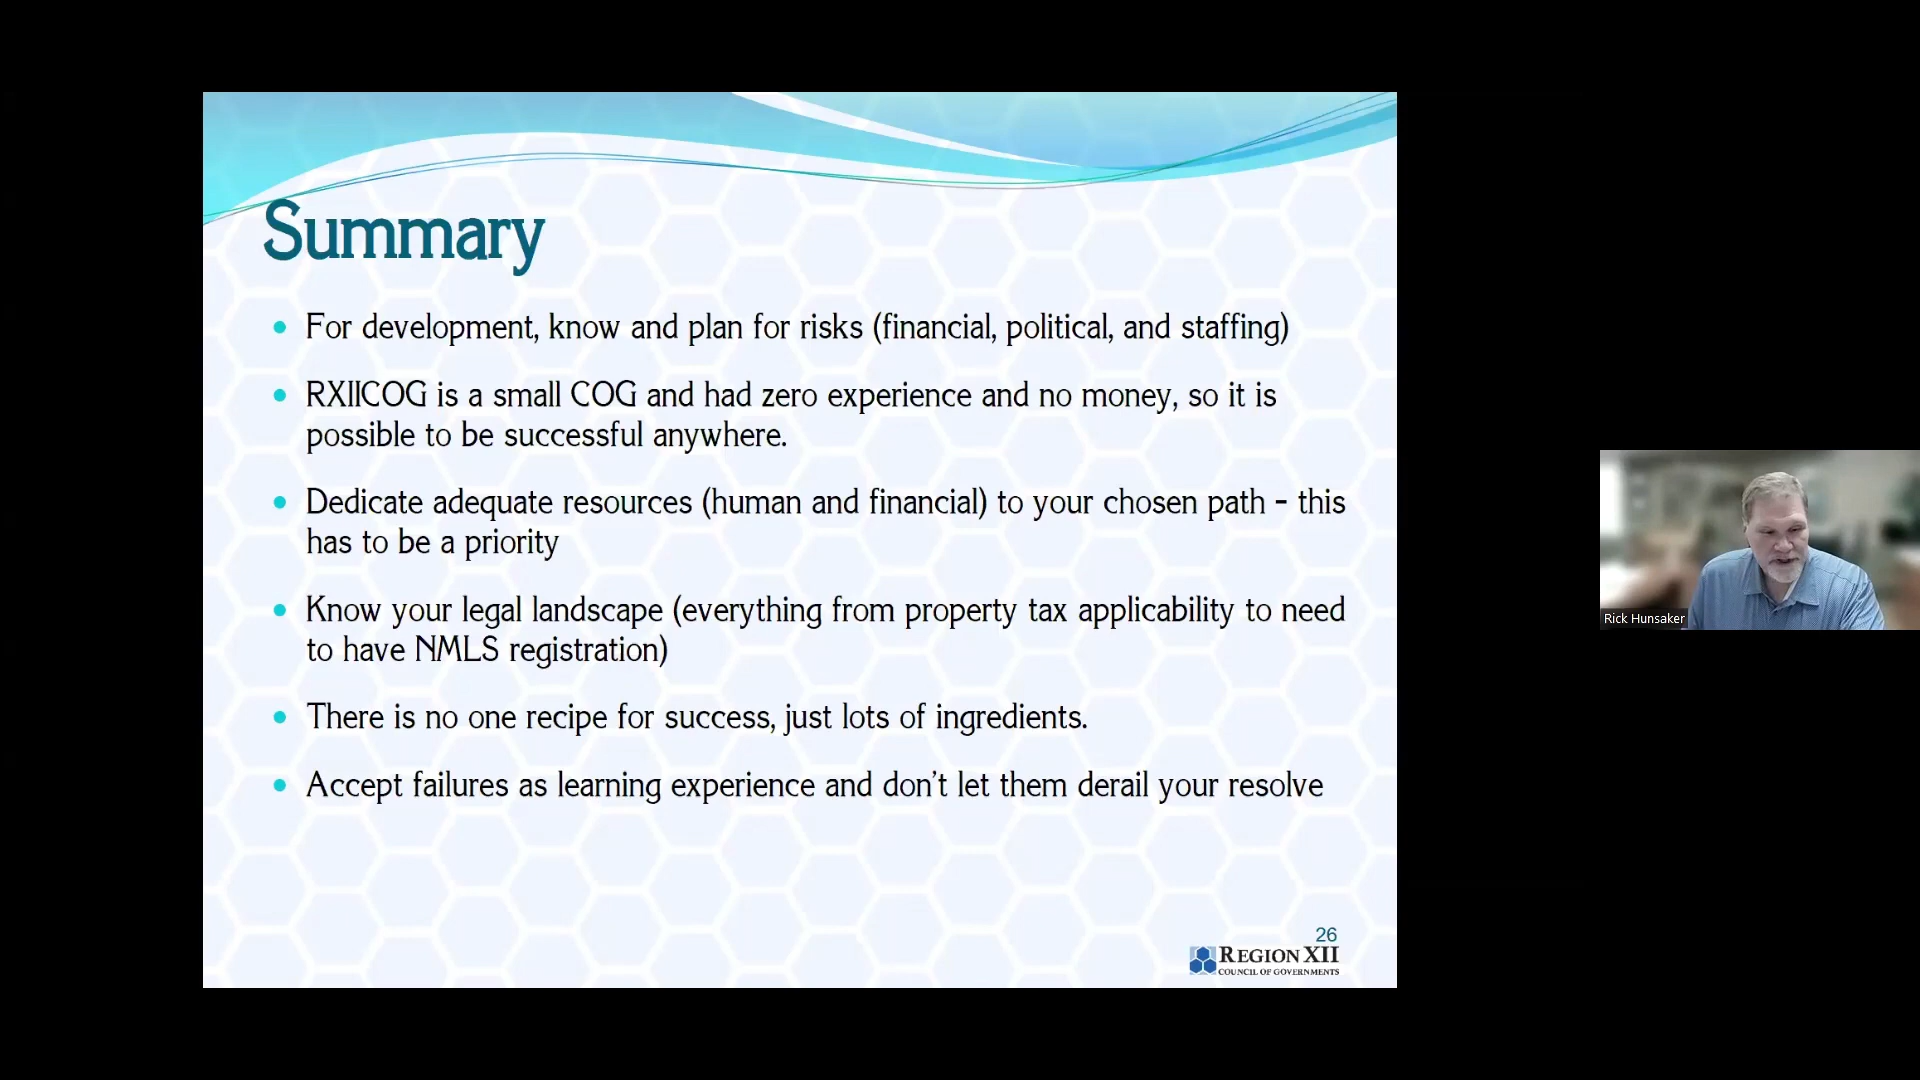 Summary
For development, know and plan for risks (financial, political, and staffing)
RXIICOG is a small COG and had zero experience and no money, so it is
possible to be successful anywhere.
Dedicate adequate resources (human and financial) to your chosen path - this
has to be a priority
Know your legal landscape (everything from property tax applicability to need
to have NMLS registration)
There is no one recipe for success, just lots of ingredients.
Accept failures as learning experience and don't let them derail your resolve
26
REGION XII
COUNCIL OF GOVERNMENTS
Rick Hunsaker